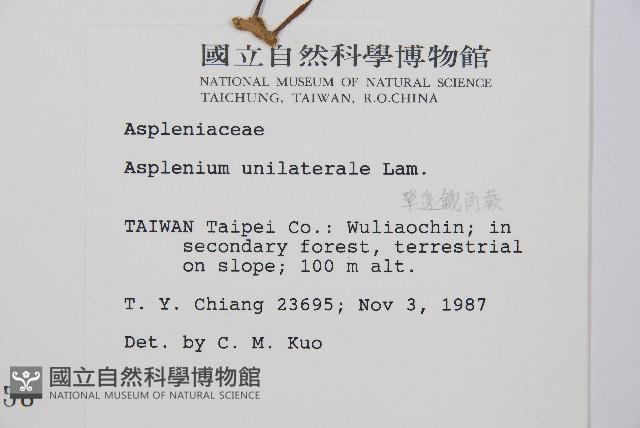 國立自然科學博物館
NATIONAL MUSEUM OF NATURAL SCIENCE
TAICHUNG, TAIWAN, R.O.CHINA
Aspleniaceae
Asplenium unilaterale Lam.
單邊鐵角蕨
TAIWAN Taipei Co.: Wuliaochin; in
secondary forest, terrestrial
on slope; 100 m alt.
T. Y. Chiang 23695; Nov 3, 1987
Det. by C. M. Kuo
國立自然科學博物館
NATIONAL MUSEUM OF NATURAL SCIENCE